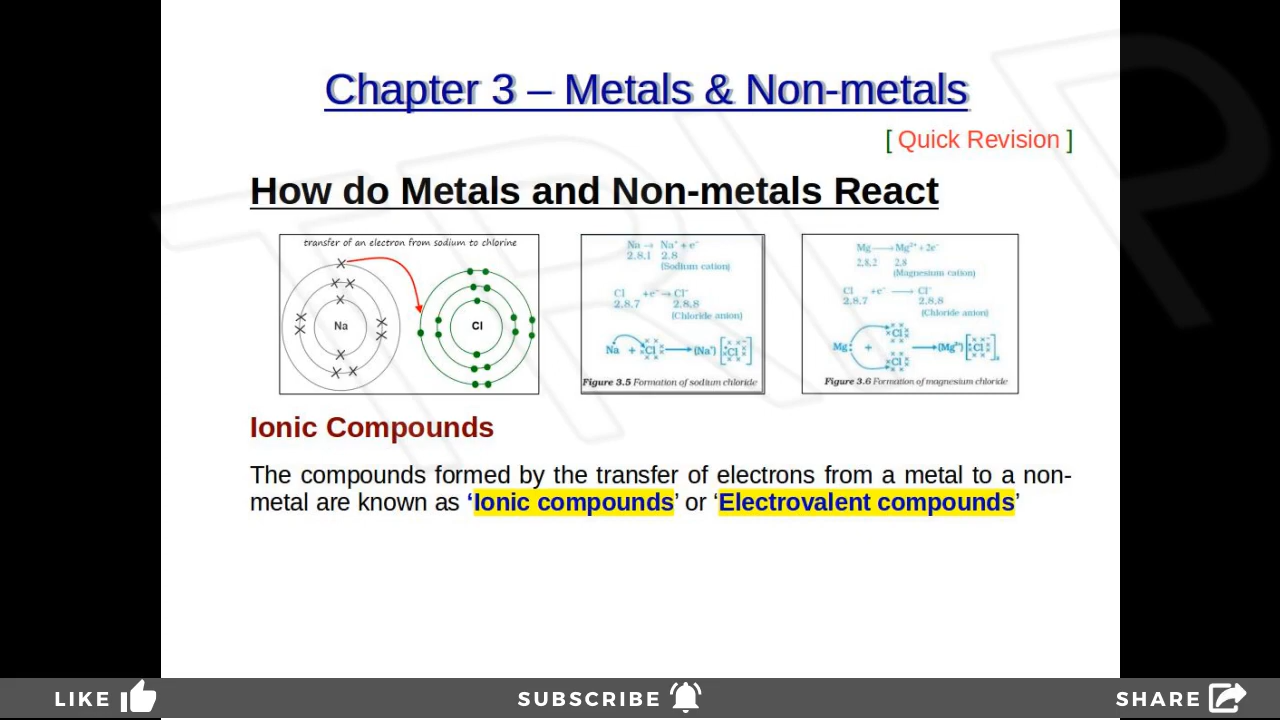 Chapter 3 – Metals & Non-metals
[ Quick Revision ]
How do Metals and Non-metals React
transfer of an electron from sodium to chlorine
Na
Cl
Na → Na⁺ + e⁻
2,8,1 2,8
(Sodium cation)
Cl +e⁻ → Cl⁻
2,8,7 2,8,8
(Chloride anion)
Na + Cl → (Na⁺) [Cl⁻]
Figure 3.5 Formation of sodium chloride
Mg → Mg²⁺ + 2e⁻
2,8,2 2,8
(Magnesium cation)
Cl +e⁻ → Cl⁻
2,8,7 2,8,8
(Chloride anion)
Cl
Mg: + → (Mg²⁺) [Cl⁻]₂
Cl
Figure 3.6 Formation of magnesium chloride
Ionic Compounds
The compounds formed by the transfer of electrons from a metal to a non-
metal are known as ‘Ionic compounds’ or ‘Electrovalent compounds’
LIKE SUBSCRIBE SHARE